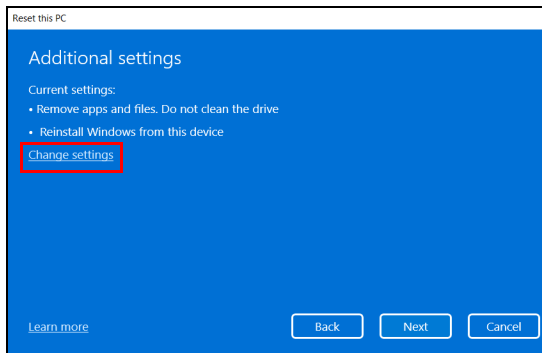 Reset this PC
Additional settings
Current settings:
• Remove apps and files. Do not clean the drive
• Reinstall Windows from this device
Change settings
Learn more
Back
Next
Cancel